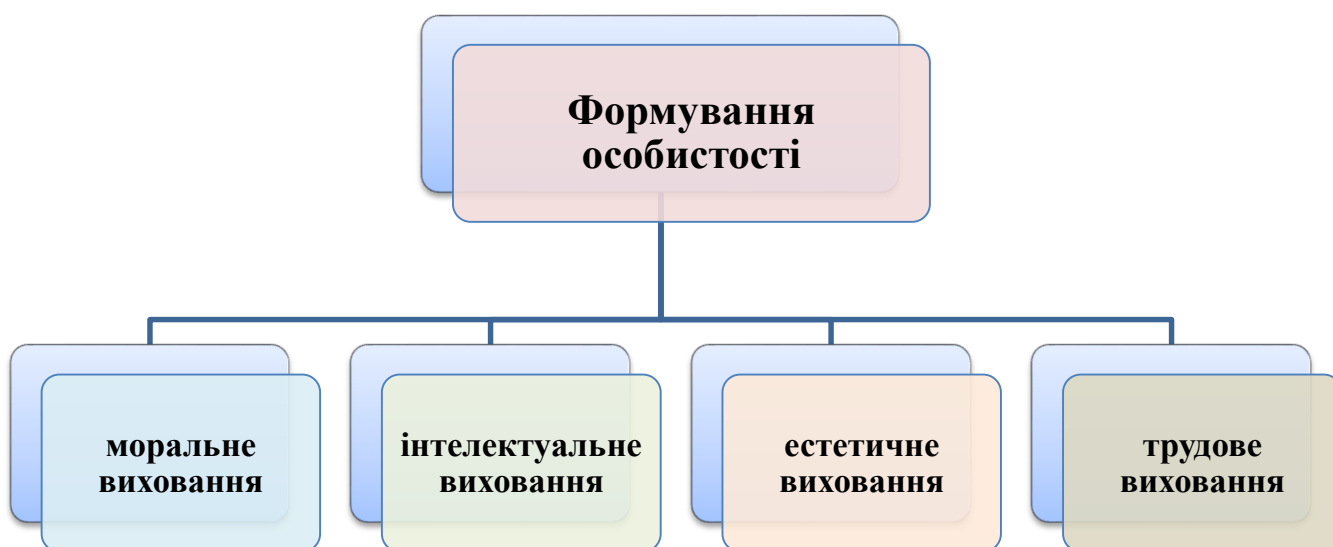 Формування
особистості
моральне
виховання
інтелектуальне
виховання
естетичне
виховання
трудове
виховання